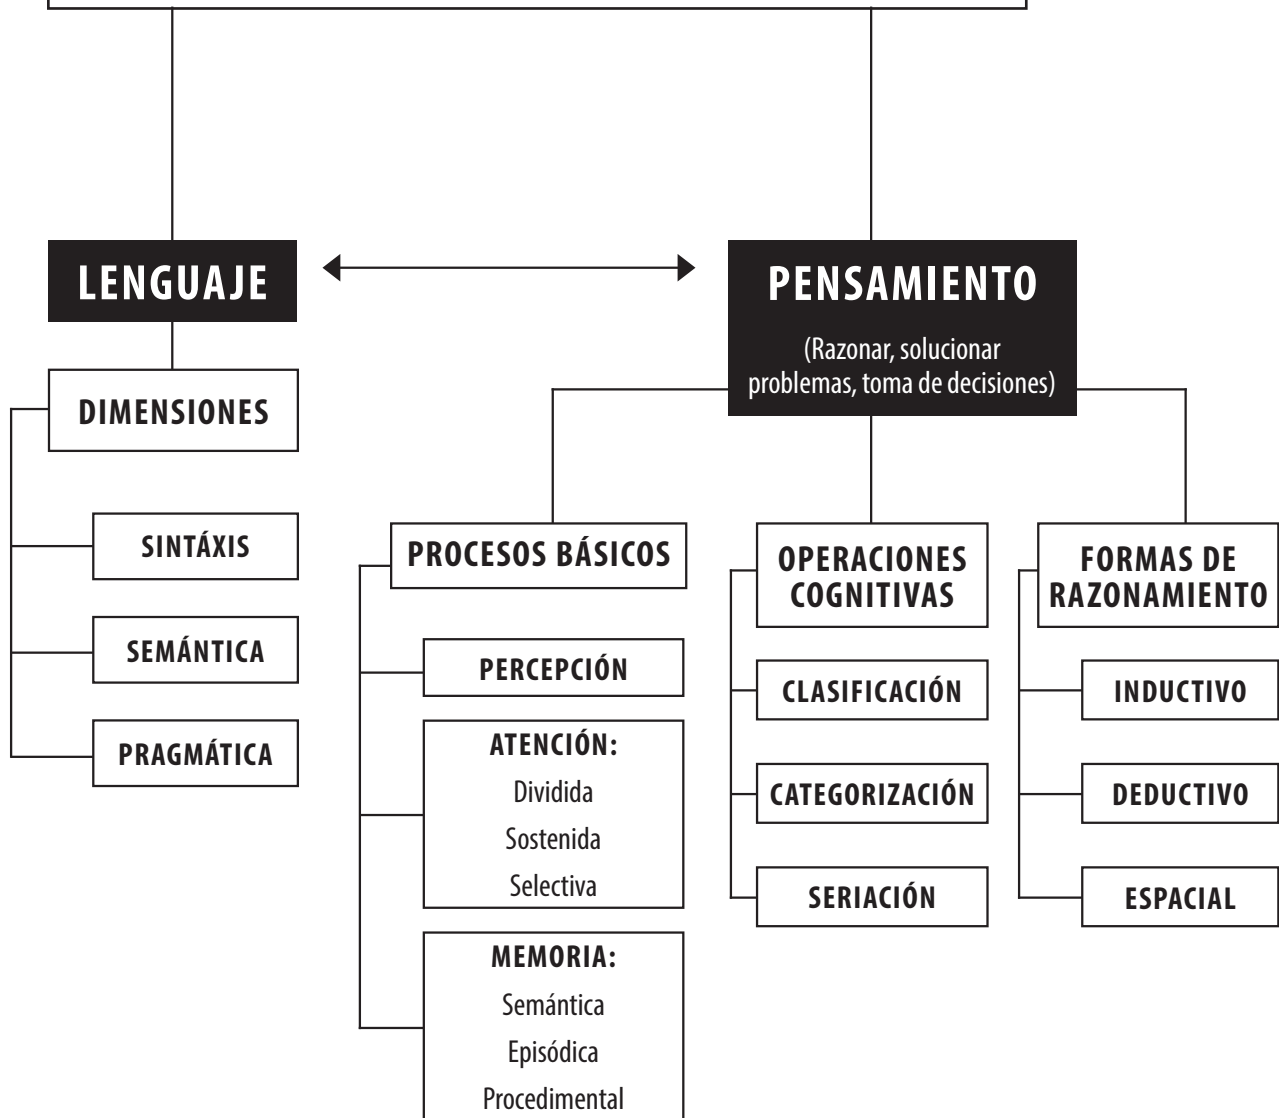 LENGUAJE
PENSAMIENTO
(Razonar, solucionar
problemas, toma de decisiones)
DIMENSIONES
SINTÁXIS
SEMÁNTICA
PRAGMÁTICA
PROCESOS BÁSICOS
PERCEPCIÓN
ATENCIÓN:
Dividida
Sostenida
Selectiva
MEMORIA:
Semántica
Episódica
Procedimental
OPERACIONES
COGNITIVAS
CLASIFICACIÓN
CATEGORIZACIÓN
SERIACIÓN
FORMAS DE
RAZONAMIENTO
INDUCTIVO
DEDUCTIVO
ESPACIAL